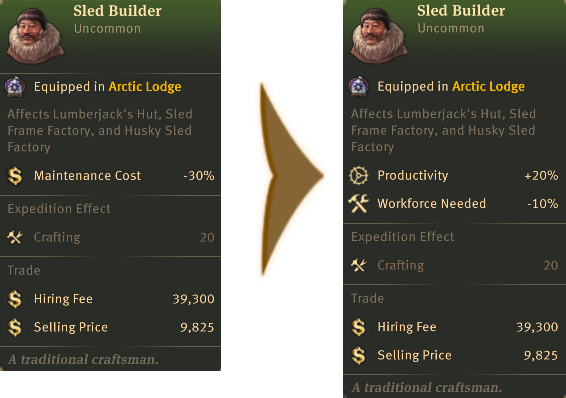 Sled Builder
Uncommon
Equipped in Arctic Lodge
Affects Lumberjack's Hut, Sled
Frame Factory, and Husky Sled
Factory
Maintenance Cost -30%
Expedition Effect
Crafting 20
Trade
Hiring Fee 39,300
Selling Price 9,825
A traditional craftsman.
Sled Builder
Uncommon
Equipped in Arctic Lodge
Affects Lumberjack's Hut, Sled
Frame Factory, and Husky Sled
Factory
Productivity +20%
Workforce Needed -10%
Expedition Effect
Crafting 20
Trade
Hiring Fee 39,300
Selling Price 9,825
A traditional craftsman.